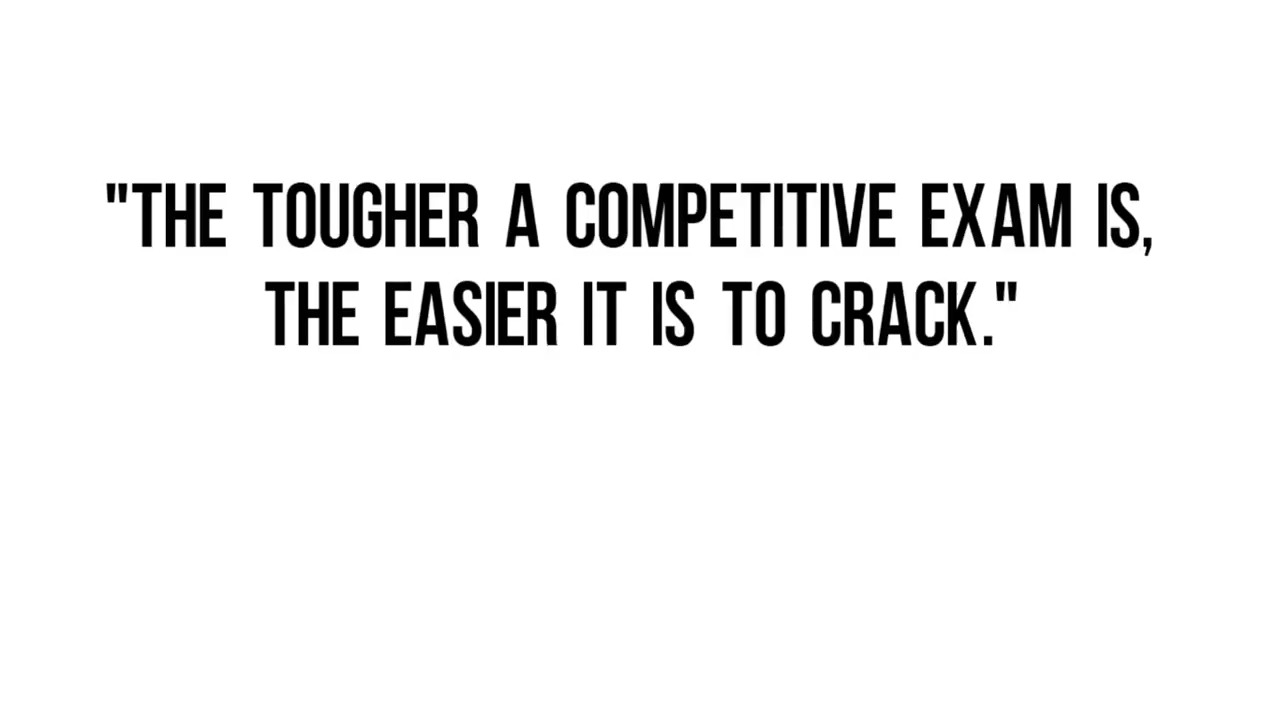 "THE TOUGHER A COMPETITIVE EXAM IS,
THE EASIER IT IS TO CRACK."